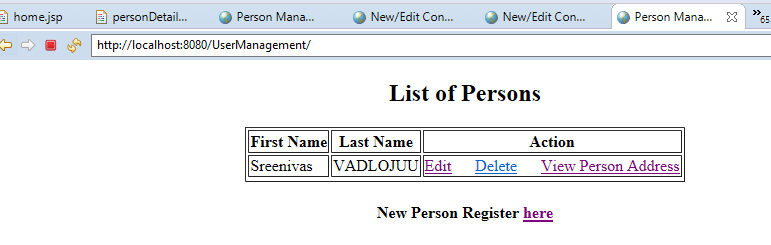 home.jsp personDetail... Person Mana... New/Edit Con... New/Edit Con... Person Mana... 65
http://localhost:8080/UserManagement/
List of Persons
First Name Last Name Action
Sreenivas VADLOJUU Edit Delete View Person Address
New Person Register here